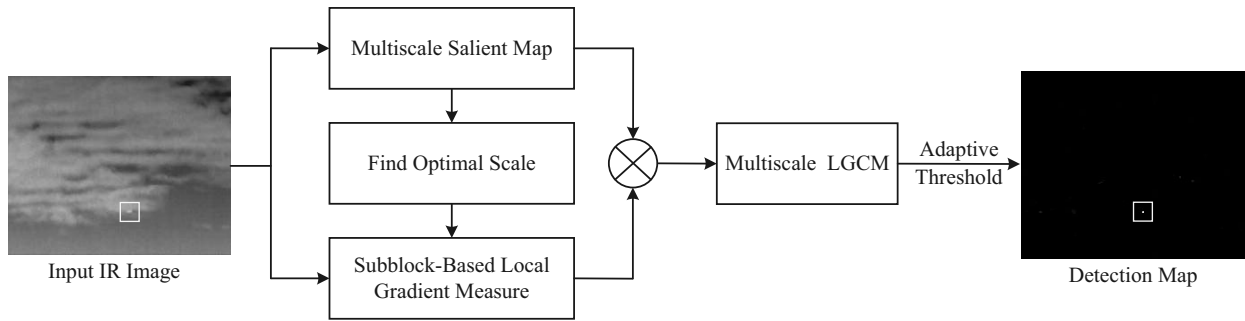 Multiscale Salient Map
Find Optimal Scale
Subblock-Based Local
Gradient Measure
Input IR Image
Multiscale LGCM
Adaptive
Threshold
Detection Map